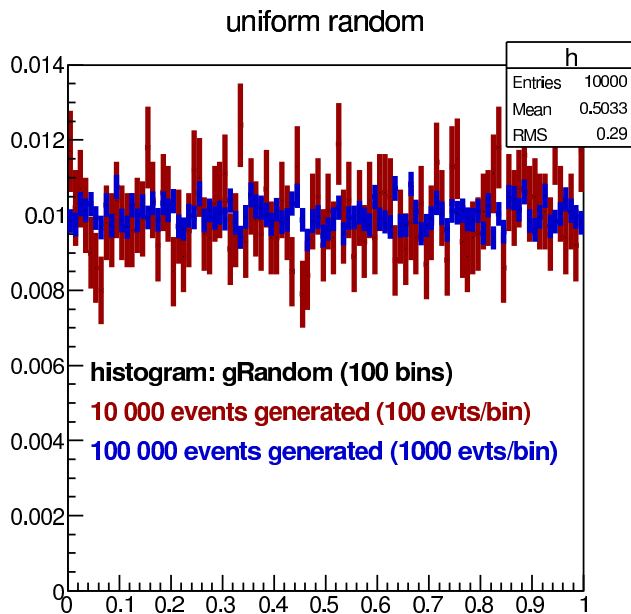 uniform random
h
Entries 10000
Mean 0.5033
RMS 0.29
0.014
0.012
0.01
0.008
0.006
0.004
0.002
0
histogram: gRandom (100 bins)
10 000 events generated (100 evts/bin)
100 000 events generated (1000 evts/bin)
0 0.1 0.2 0.3 0.4 0.5 0.6 0.7 0.8 0.9 1